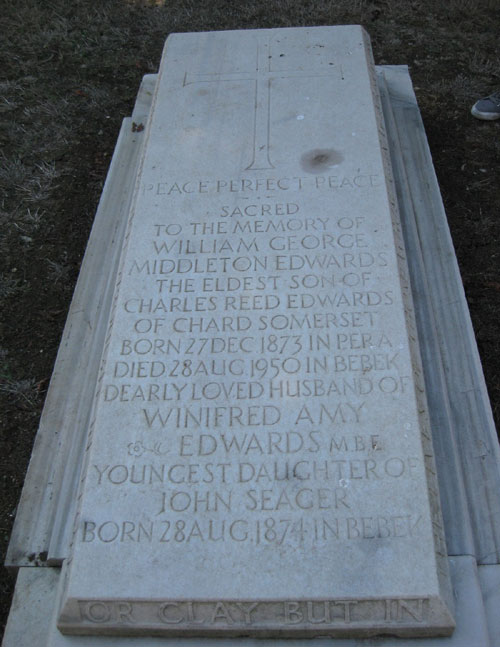 PEACE PERFECT PEACE
SACRED
TO THE MEMORY OF
WILLIAM GEORGE
MIDDLETON EDWARDS
THE ELDEST SON OF
CHARLES REED EDWARDS
OF CHARD SOMERSET
BORN 27 DEC 1873 IN PERA
DIED 28 AUG 1950 IN BEBEK
DEARLY LOVED HUSBAND OF
WINIFRED AMY
EDWARDS M.B.E
YOUNGEST DAUGHTER OF
JOHN SEAGER
BORN 28 AUG. 1874 IN BEBEK
OR CLAY BUT IN